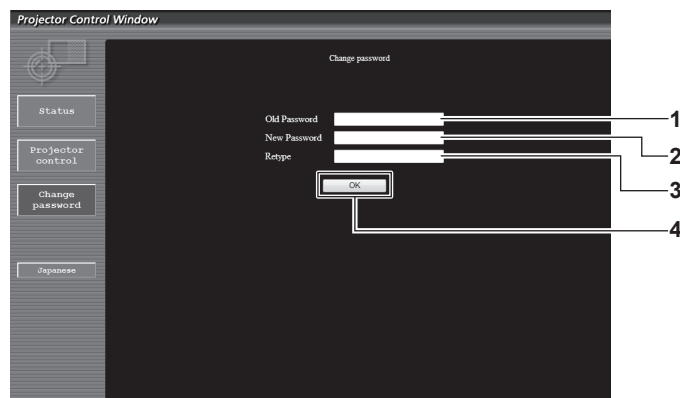 Projector Control Window
Change password
Status
Projector
control
Change
password
Japanese
Old Password
New Password
Retype
OK
1
2
3
4